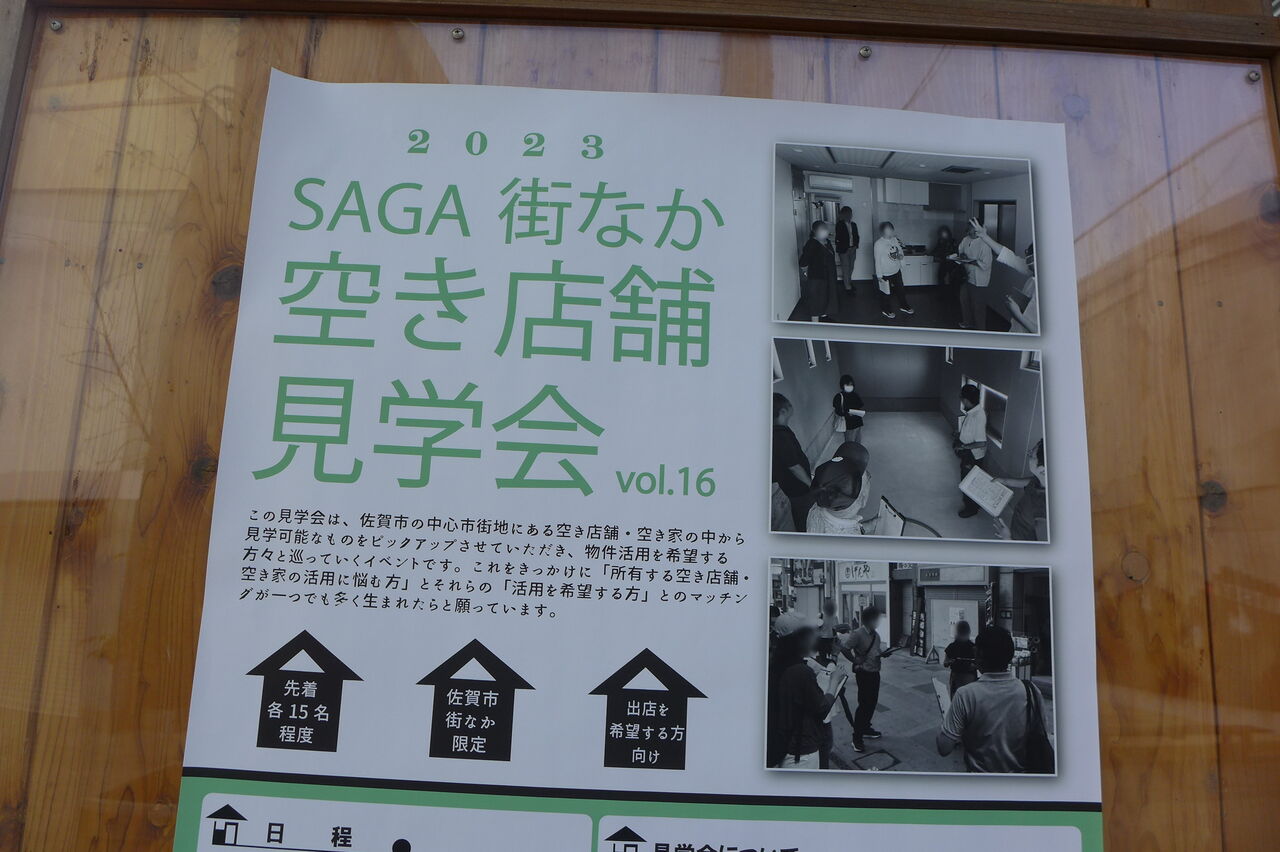 2023
SAGA 街なか
空き店舗
見学会 vol.16
この見学会は、佐賀市の中心市街地にある空き店舗・空き家の中から
見学可能なものをピックアップさせていただき、物件活用を希望する
方々と巡っていくイベントです。これをきっかけに「所有する空き店舗・
空き家の活用に悩む方」とそれらの「活用を希望する方」とのマッチン
グが一つでも多く生まれたらと願っています。
先着
各15名
程度
佐賀市
街なか
限定
出店を
希望する方
向け
日 程
見学会について